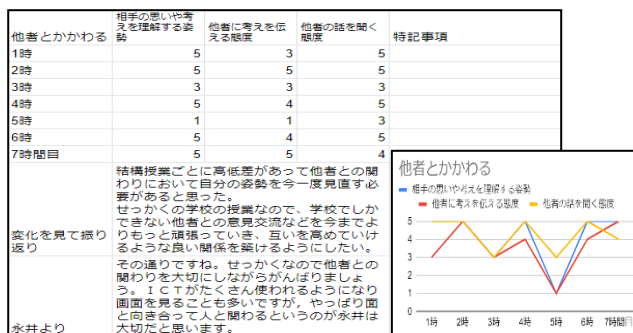 他者とかかわる 相手の思いや考えを理解する姿勢 他者に考えを伝える態度 他者の話を聞く態度 特記事項
1時 5 3 5
2時 5 5 5
3時 3 3 3
4時 5 4 5
5時 1 1 3
6時 5 4 5
7時間目 5 5 4
変化を見て振り返り
結構授業ごとに高低差があって他者との関
わりにおいて自分の姿勢を今一度見直す必
要があると思った。
せっかくの学校の授業なので、学校でしか
できない他者との意見交流などを今までよ
りもっと頑張っていき、互いを高めていけ
るような良い関係を築けるようにしたい。
永井より
その通りですね。せっかくなので他者との
関わりを大切にしながらがんばりましょ
う。ＩＣＴがたくさん使われるようになり
画面を見ることも多いですが，やっぱり面
と向き合って人と関わるというのが永井は
大切だと思います。
他者とかかわる
相手の思いや考えを理解する姿勢
他者に考えを伝える態度 他者の話を聞く態度
5
4
3
2
1
0
1時 2時 3時 4時 5時 6時 7時間目